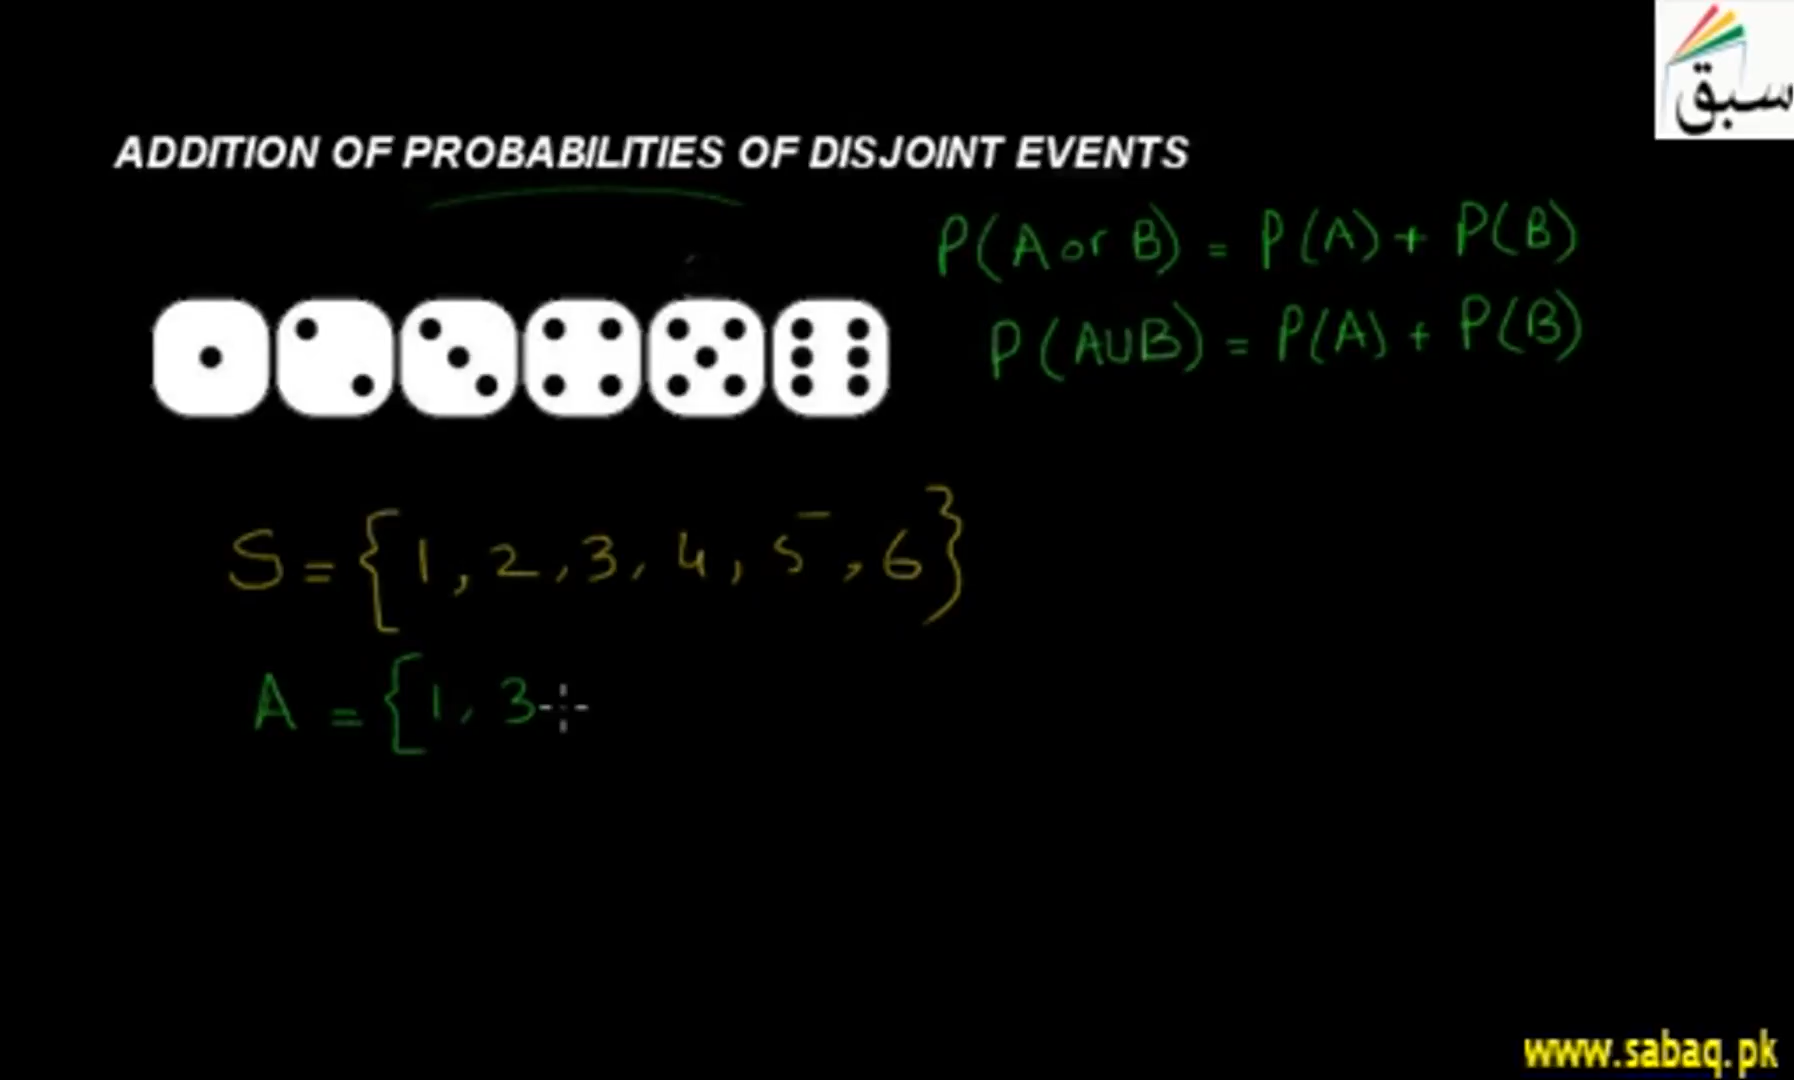 سبق
ADDITION OF PROBABILITIES OF DISJOINT EVENTS
P(A or B) = P(A) + P(B)
P(A∪B) = P(A) + P(B)
S = {1, 2, 3, 4, 5, 6}
A = {1, 3
www.sabaq.pk